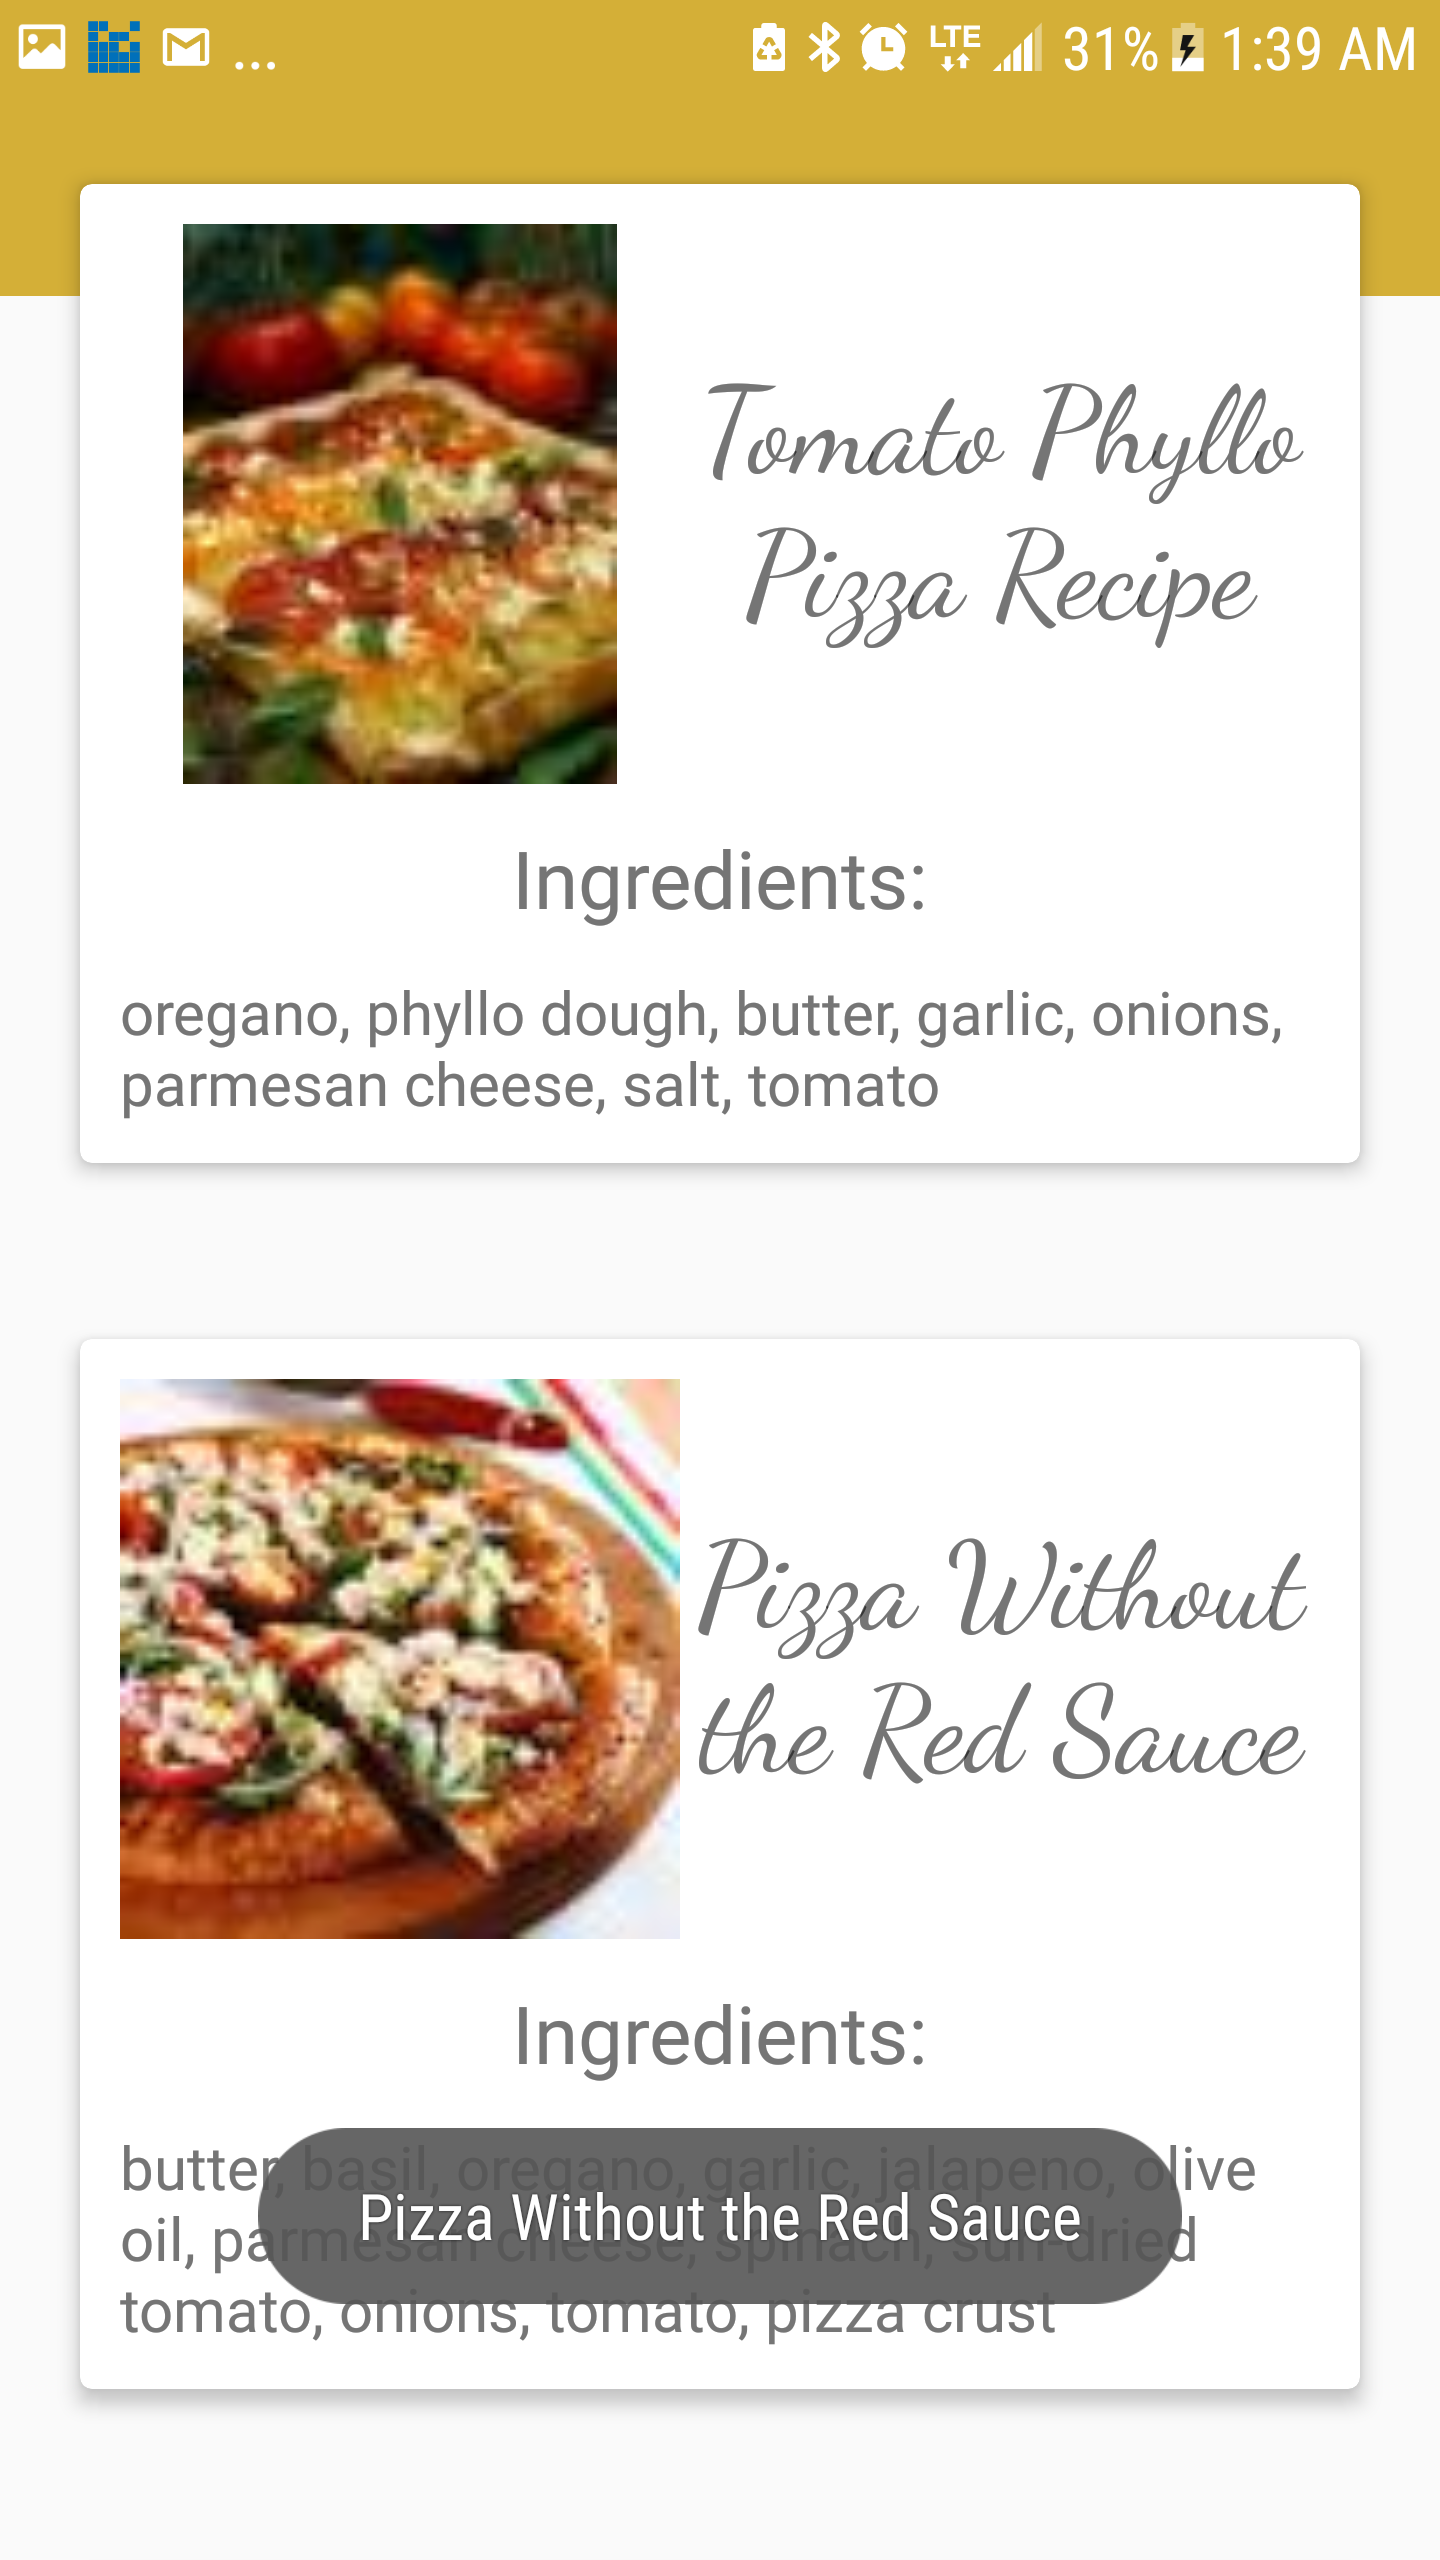 ... LTE 31% 1:39 AM
Tomato Phyllo
Pizza Recipe
Ingredients:
oregano, phyllo dough, butter, garlic, onions,
parmesan cheese, salt, tomato
Pizza Without
the Red Sauce
Ingredients:
butter, basil, oregano, garlic, jalapeno, olive
oil, parmesan cheese, spinach, sun-dried
Pizza Without the Red Sauce
tomato, onions, tomato, pizza crust